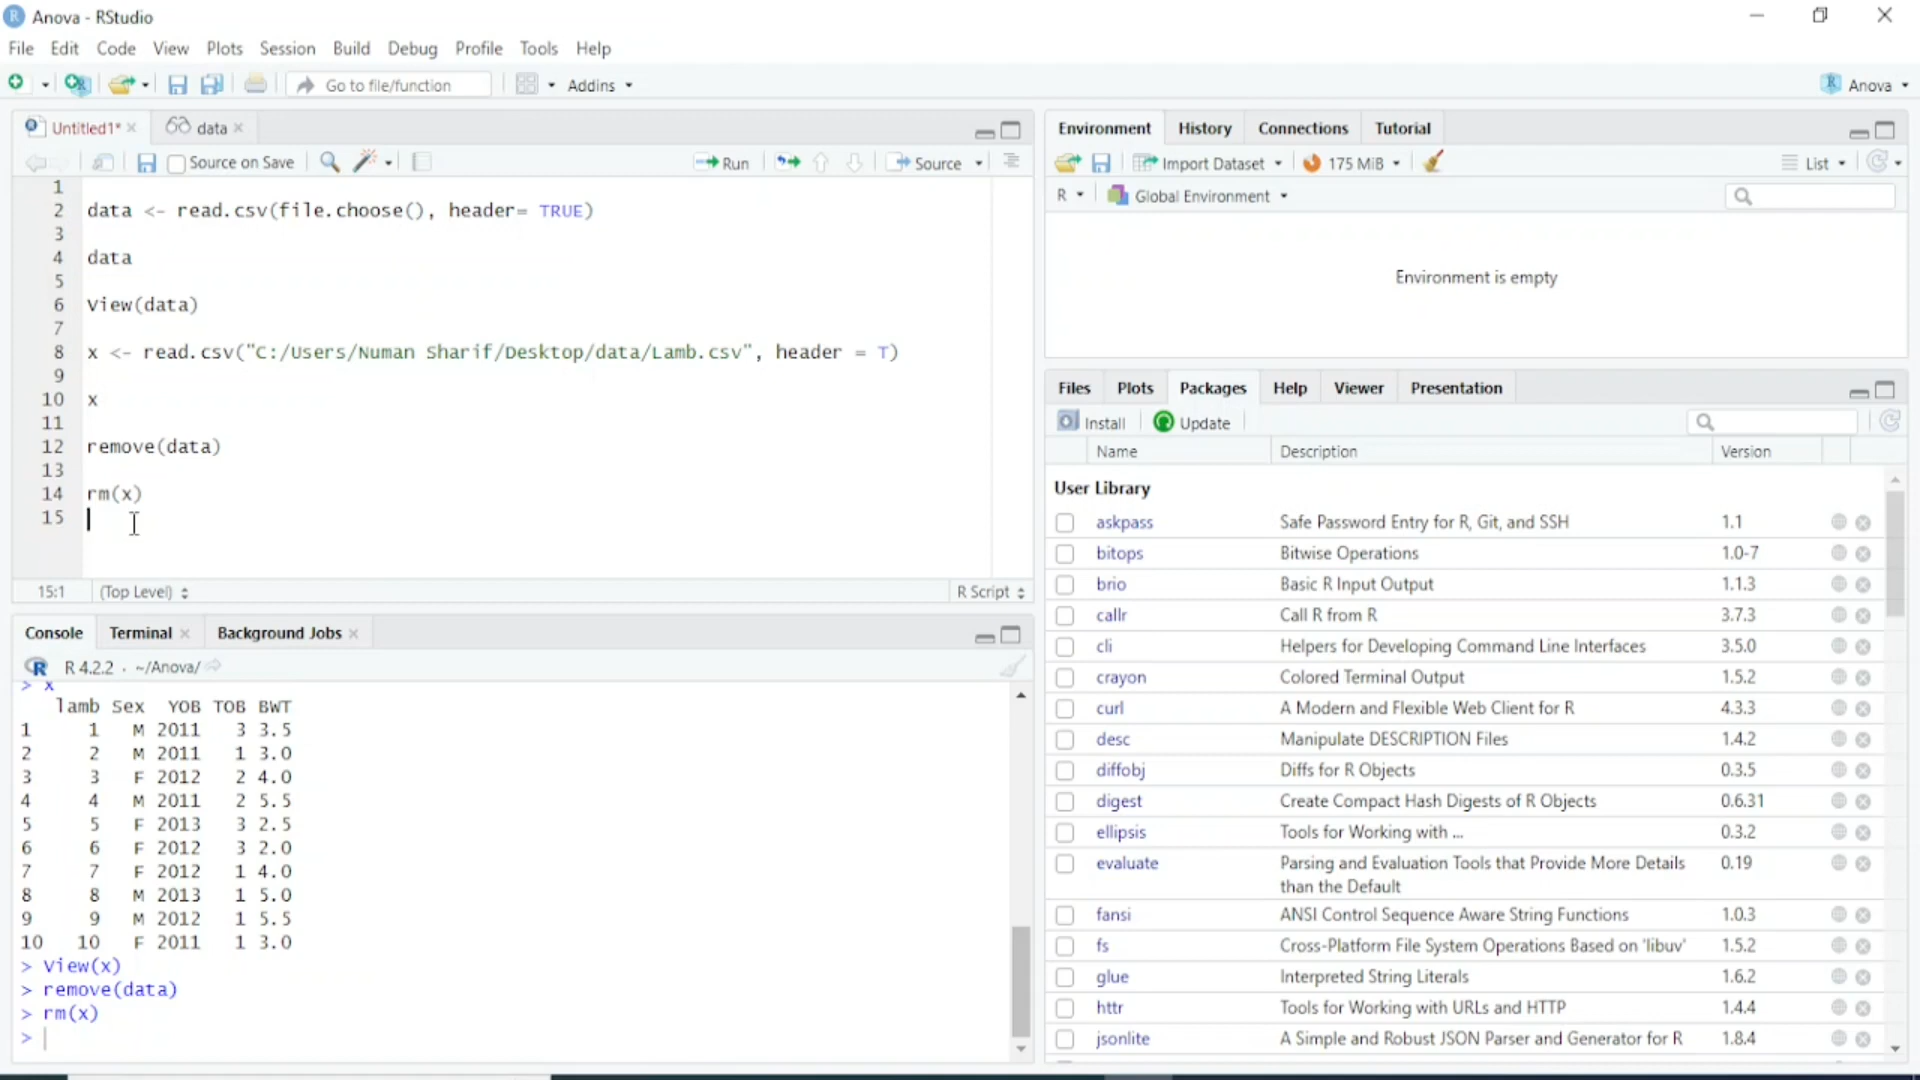 Anova - RStudio
File Edit Code View Plots Session Build Debug Profile Tools Help
Go to file/function Addins Anova
Untitled1* data
Source on Save Run Source
1
2 data <- read.csv(file.choose(), header= TRUE)
3
4 data
5
6 View(data)
7
8 x <- read.csv("C:/Users/Numan Sharif/Desktop/data/Lamb.csv", header = T)
9
10 x
11
12 remove(data)
13
14 rm(x)
15
15:1 (Top Level) R Script
Console Terminal Background Jobs
R 4.2.2 . ~/Anova/
> x
lamb Sex YOB TOB BWT
1 1 M 2011 3 3.5
2 2 M 2011 1 3.0
3 3 F 2012 2 4.0
4 4 M 2011 2 5.5
5 5 F 2013 3 2.5
6 6 F 2012 3 2.0
7 7 F 2012 1 4.0
8 8 M 2013 1 5.0
9 9 M 2012 1 5.5
10 10 F 2011 1 3.0
> View(x)
> remove(data)
> rm(x)
>
Environment History Connections Tutorial
Import Dataset 175 MiB List
R Global Environment
Environment is empty
Files Plots Packages Help Viewer Presentation
Install Update
Name Description Version
User Library
askpass Safe Password Entry for R, Git, and SSH 1.1
bitops Bitwise Operations 1.0-7
brio Basic R Input Output 1.1.3
callr Call R from R 3.7.3
cli Helpers for Developing Command Line Interfaces 3.5.0
crayon Colored Terminal Output 1.5.2
curl A Modern and Flexible Web Client for R 4.3.3
desc Manipulate DESCRIPTION Files 1.4.2
diffobj Diffs for R Objects 0.3.5
digest Create Compact Hash Digests of R Objects 0.6.31
ellipsis Tools for Working with ... 0.3.2
evaluate Parsing and Evaluation Tools that Provide More Details 0.19
than the Default
fansi ANSI Control Sequence Aware String Functions 1.0.3
fs Cross-Platform File System Operations Based on 'libuv' 1.5.2
glue Interpreted String Literals 1.6.2
httr Tools for Working with URLs and HTTP 1.4.4
jsonlite A Simple and Robust JSON Parser and Generator for R 1.8.4